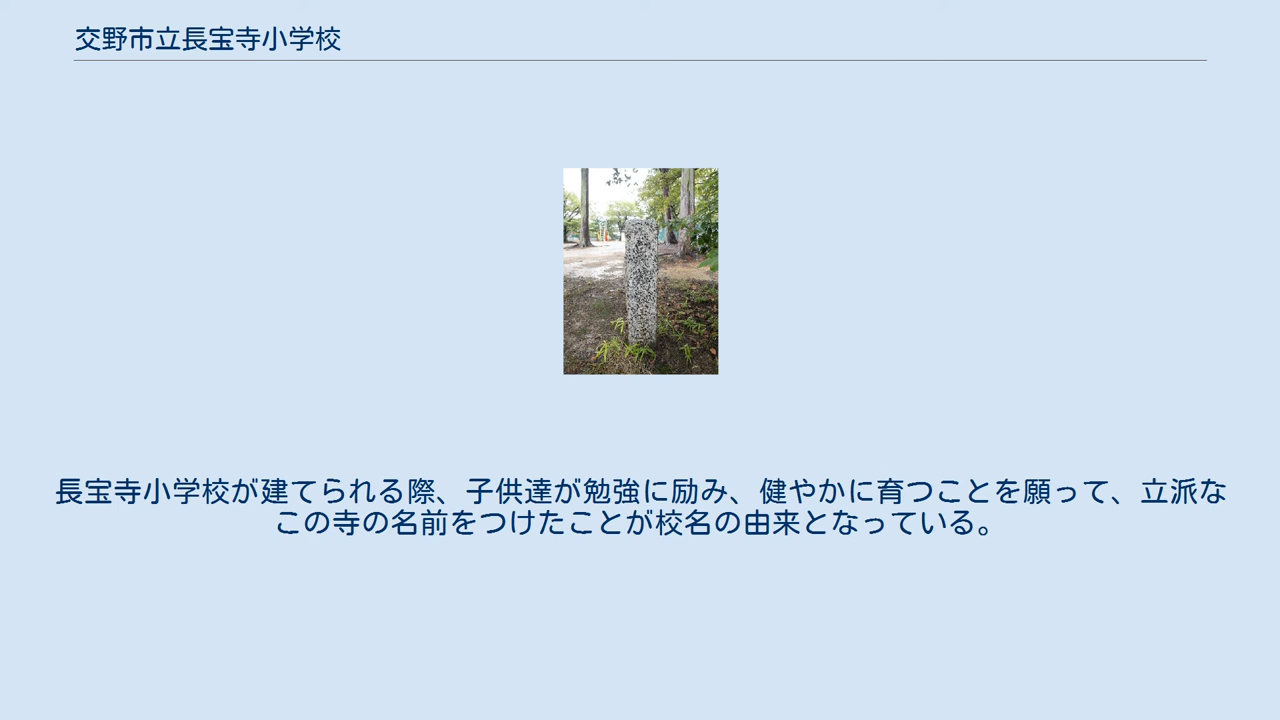 交野市立長宝寺小学校
長宝寺小学校が建てられる際、子供達が勉強に励み、健やかに育つことを願って、立派な
この寺の名前をつけたことが校名の由来となっている。